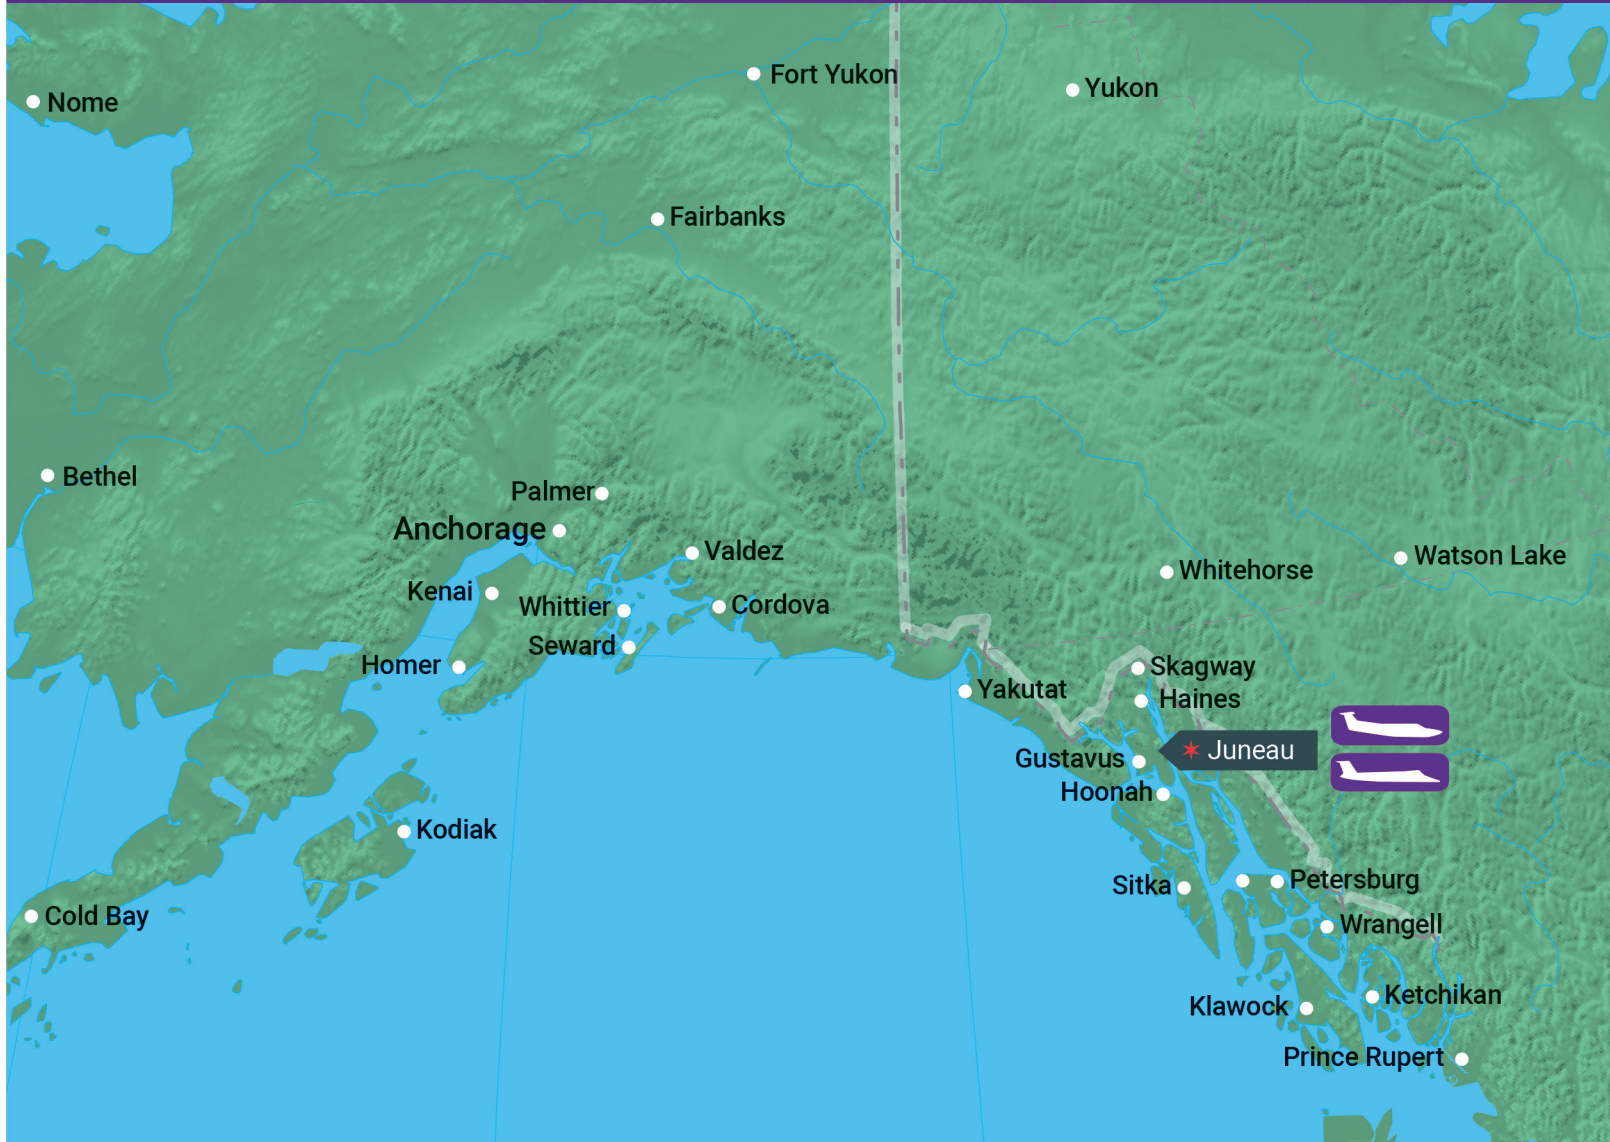 Fort Yukon
Yukon
Nome
Fairbanks
Bethel
Palmer
Anchorage
Valdez
Watson Lake
Whitehorse
Kenai
Whittier
Cordova
Seward
Homer
Skagway
Yakutat
Haines
Juneau
Gustavus
Hoonah
Kodiak
Petersburg
Sitka
Cold Bay
Wrangell
Ketchikan
Klawock
Prince Rupert